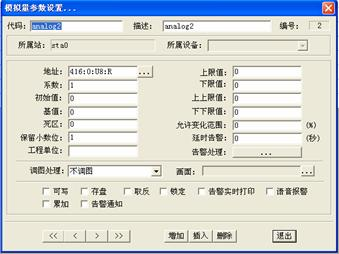 模拟量参数设置...
代码: analog2 描述: analog2 编号: 2
所属站: sta0 所属设备:
地址: 416:0:U8:R ... 上限值: 0
系数: 1 下限值: 0
初始值: 0 上上限值: 0
基值: 0 下下限值: 0
死区: 0 允许变化范围: 0 (%)
保留小数位: 1 延时告警: 0 (秒)
工程单位: 告警处理: ...
调图处理: 不调图 画面: ...
可写 存盘 取反 锁定 告警实时打印 语音报警
累加 告警通知
<< < > >> 增加 插入 删除 退出